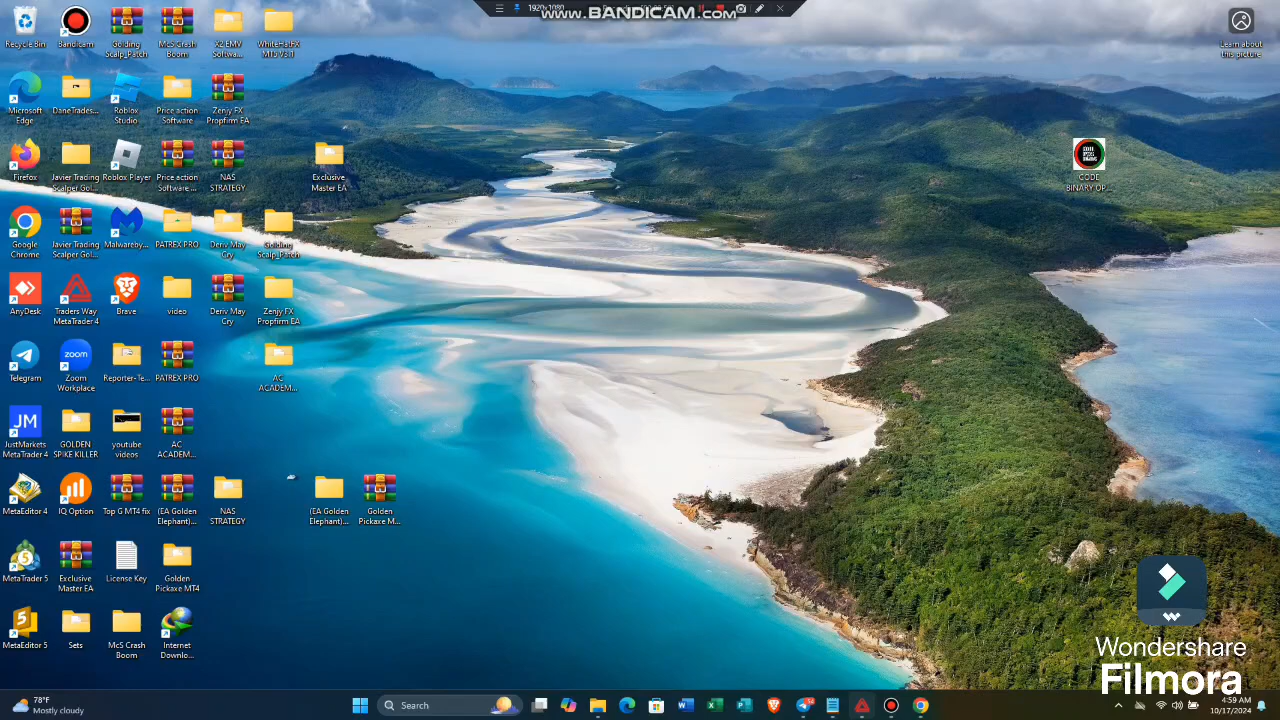 www.BANDICAM.com
1920x1080
Recycle Bin
Bandicam
Golding
Scalp_Patch
McS Crash
Boom
X2 EMV
Softwa...
WhiteHatFX
MT5 V3.1
Learn about
this picture
Microsoft
Edge
DaneTrades...
Roblox
Studio
Price action
Software
Zenjy FX
Propfirm EA
Firefox
Javier Trading
Scalper Gol...
Roblox Player
Price action
Software ...
NAS
STRATEGY
Exclusive
Master EA
CODE
BINARY OP...
Google
Chrome
Javier Trading
Scalper Gol...
Malwareby...
PATREX PRO
Deriv May
Cry
Golding
Scalp_Patch
AnyDesk
Traders Way
MetaTrader 4
Brave
video
Deriv May
Cry
Zenjy FX
Propfirm EA
Telegram
zoom
Zoom
Workplace
Reporter-Te...
PATREX PRO
AC
ACADEM...
JM
JustMarkets
MetaTrader 4
GOLDEN
SPIKE KILLER
youtube
videos
AC
ACADEM...
MetaEditor 4
IQ Option
Top G MT4 fix
(EA Golden
Elephant)...
NAS
STRATEGY
(EA Golden
Elephant)...
Golden
Pickaxe M...
MetaTrader 5
Exclusive
Master EA
License Key
Golden
Pickaxe MT4
5
MetaEditor 5
Sets
McS Crash
Boom
Internet
Downlo...
Wondershare
Filmora
78°F
Mostly cloudy
Search
4:59 AM
10/17/2024